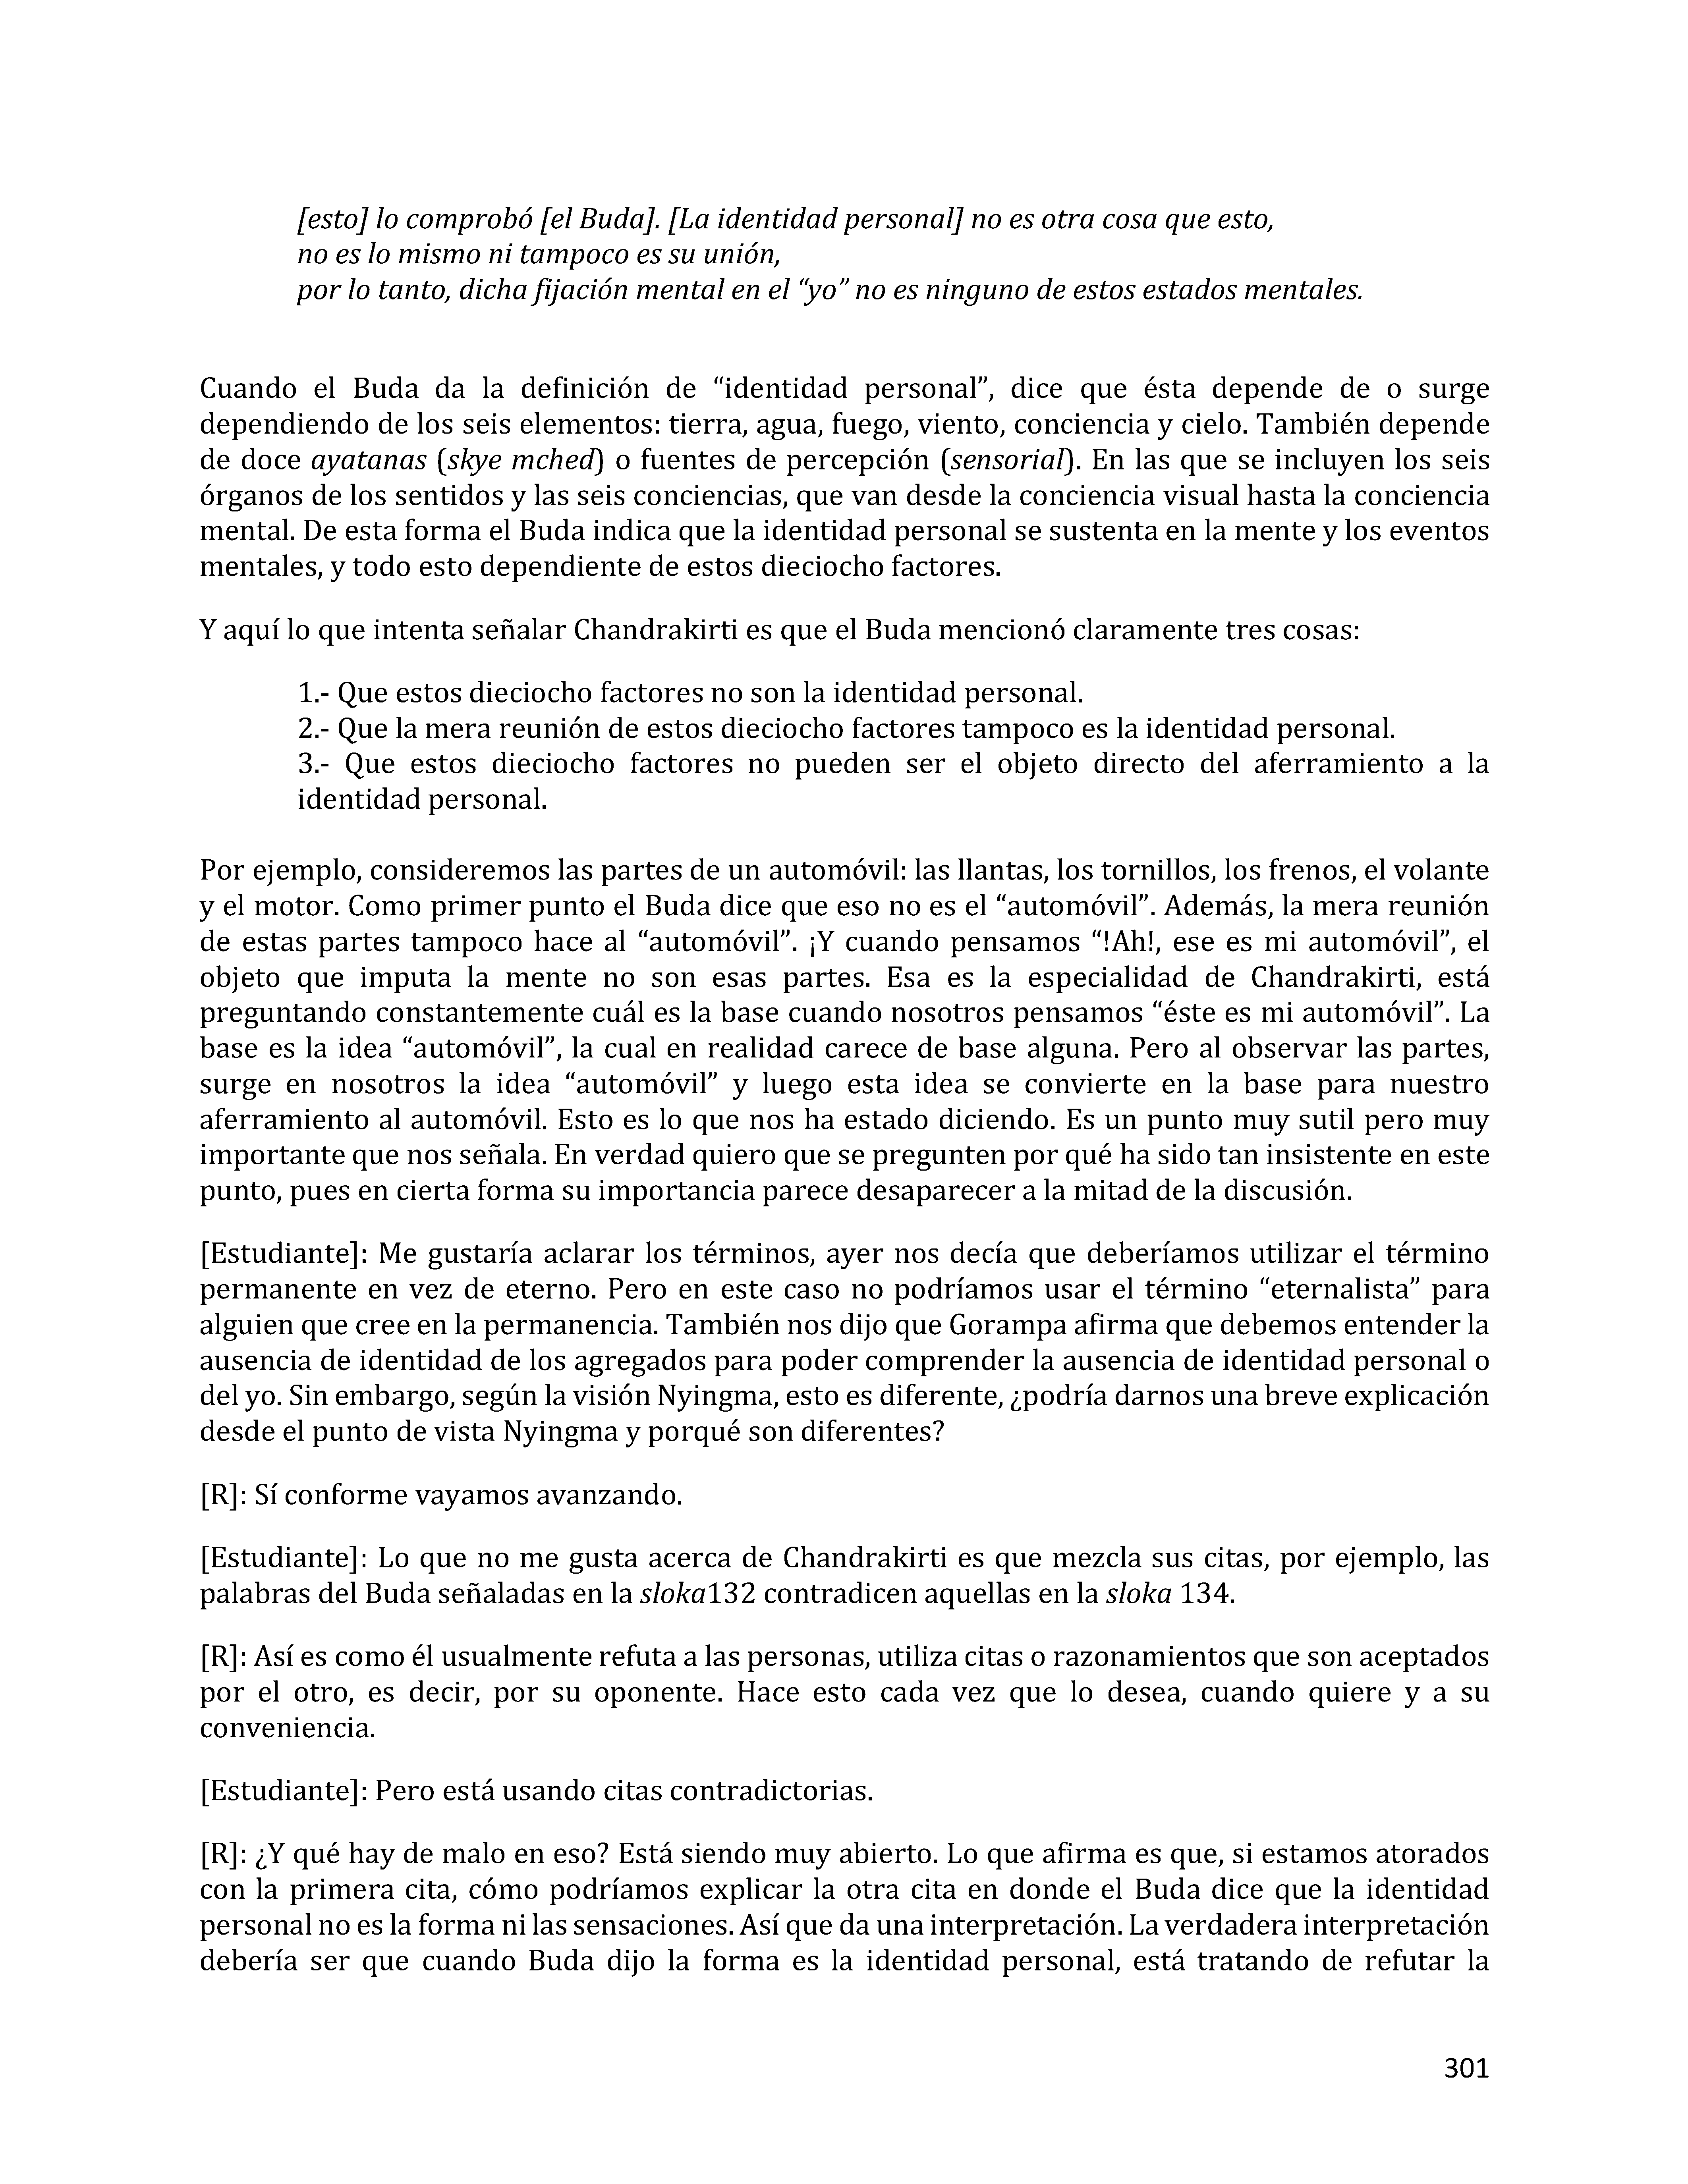 [esto] lo comprobó [el Buda]. [La identidad personal] no es otra cosa que esto,
no es lo mismo ni tampoco es su unión,
por lo tanto, dicha fijación mental en el “yo” no es ninguno de estos estados mentales.
Cuando el Buda da la definición de “identidad personal”, dice que ésta depende de o surge
dependiendo de los seis elementos: tierra, agua, fuego, viento, conciencia y cielo. También depende
de doce ayatanas (skye mched) o fuentes de percepción (sensorial). En las que se incluyen los seis
órganos de los sentidos y las seis conciencias, que van desde la conciencia visual hasta la conciencia
mental. De esta forma el Buda indica que la identidad personal se sustenta en la mente y los eventos
mentales, y todo esto dependiente de estos dieciocho factores.
Y aquí lo que intenta señalar Chandrakirti es que el Buda mencionó claramente tres cosas:
1.- Que estos dieciocho factores no son la identidad personal.
2.- Que la mera reunión de estos dieciocho factores tampoco es la identidad personal.
3.- Que estos dieciocho factores no pueden ser el objeto directo del aferramiento a la
identidad personal.
Por ejemplo, consideremos las partes de un automóvil: las llantas, los tornillos, los frenos, el volante
y el motor. Como primer punto el Buda dice que eso no es el “automóvil”. Además, la mera reunión
de estas partes tampoco hace al “automóvil”. ¡Y cuando pensamos “!Ah!, ese es mi automóvil”, el
objeto que imputa la mente no son esas partes. Esa es la especialidad de Chandrakirti, está
preguntando constantemente cuál es la base cuando nosotros pensamos “éste es mi automóvil”. La
base es la idea “automóvil”, la cual en realidad carece de base alguna. Pero al observar las partes,
surge en nosotros la idea “automóvil” y luego esta idea se convierte en la base para nuestro
aferramiento al automóvil. Esto es lo que nos ha estado diciendo. Es un punto muy sutil pero muy
importante que nos señala. En verdad quiero que se pregunten por qué ha sido tan insistente en este
punto, pues en cierta forma su importancia parece desaparecer a la mitad de la discusión.
[Estudiante]: Me gustaría aclarar los términos, ayer nos decía que deberíamos utilizar el término
permanente en vez de eterno. Pero en este caso no podríamos usar el término “eternalista” para
alguien que cree en la permanencia. También nos dijo que Gorampa afirma que debemos entender la
ausencia de identidad de los agregados para poder comprender la ausencia de identidad personal o
del yo. Sin embargo, según la visión Nyingma, esto es diferente, ¿podría darnos una breve explicación
desde el punto de vista Nyingma y porqué son diferentes?
[R]: Sí conforme vayamos avanzando.
[Estudiante]: Lo que no me gusta acerca de Chandrakirti es que mezcla sus citas, por ejemplo, las
palabras del Buda señaladas en la sloka132 contradicen aquellas en la sloka 134.
[R]: Así es como él usualmente refuta a las personas, utiliza citas o razonamientos que son aceptados
por el otro, es decir, por su oponente. Hace esto cada vez que lo desea, cuando quiere y a su
conveniencia.
[Estudiante]: Pero está usando citas contradictorias.
[R]: ¿Y qué hay de malo en eso? Está siendo muy abierto. Lo que afirma es que, si estamos atorados
con la primera cita, cómo podríamos explicar la otra cita en donde el Buda dice que la identidad
personal no es la forma ni las sensaciones. Así que da una interpretación. La verdadera interpretación
debería ser que cuando Buda dijo la forma es la identidad personal, está tratando de refutar la
301